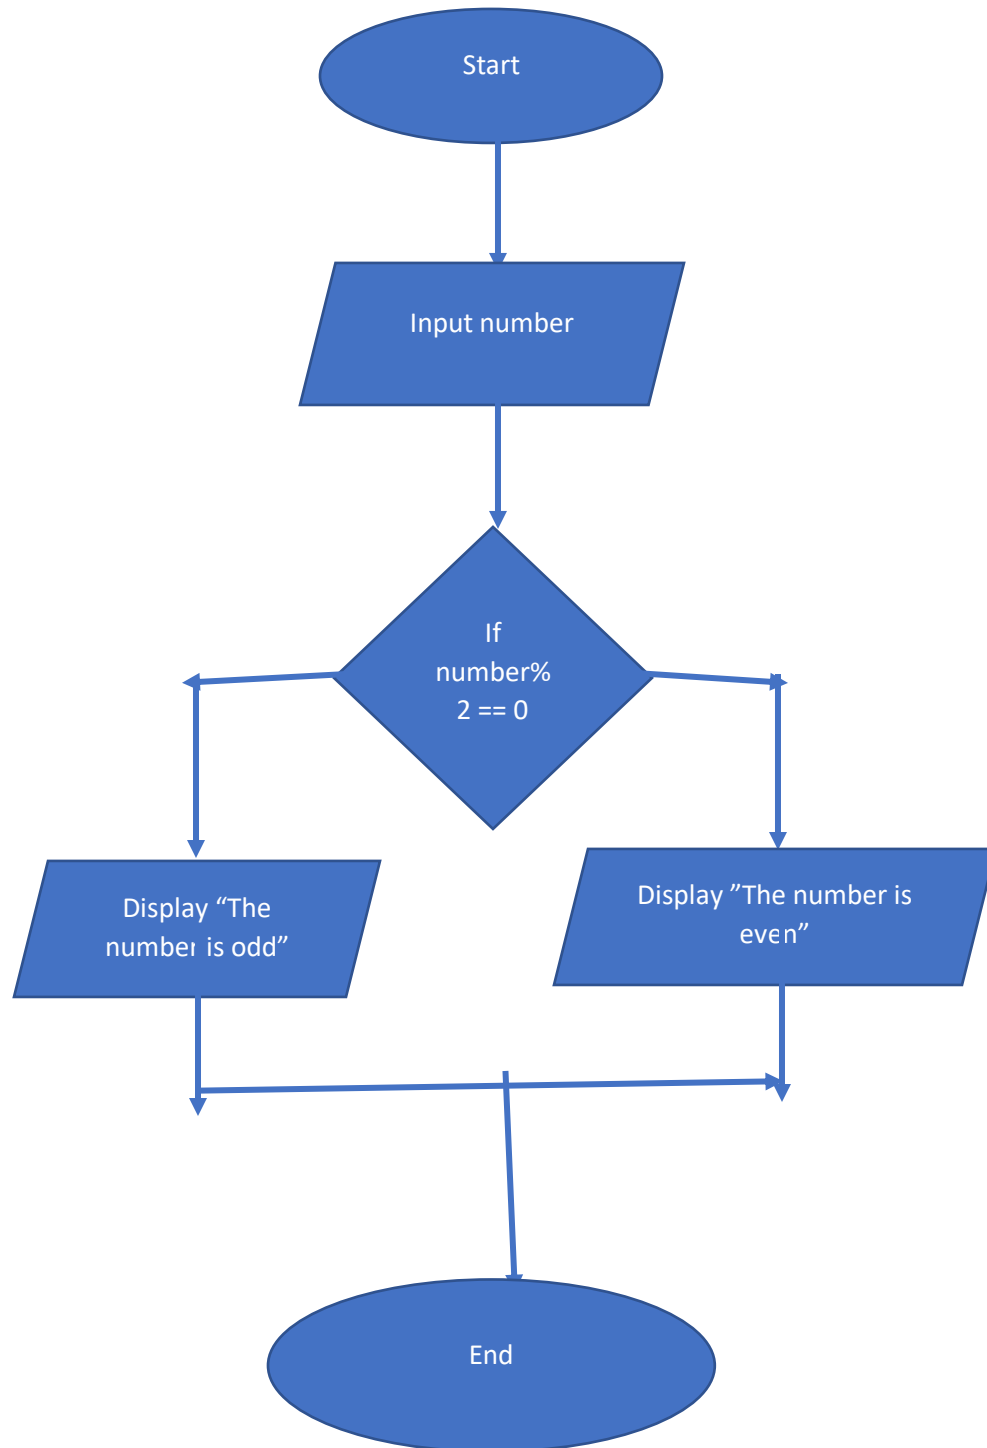 Start
Input number
If
number%
2 == 0
Display “The
number is odd”
Display ”The number is
even”
End